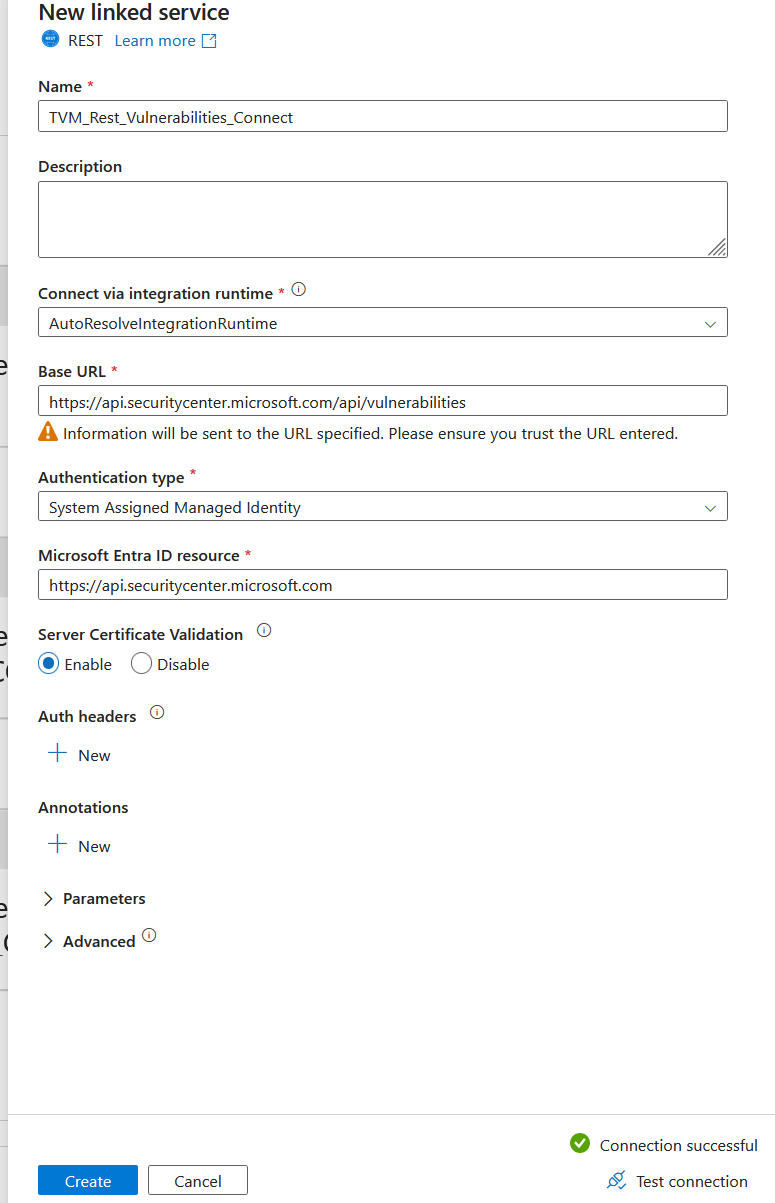 New linked service
REST Learn more
Name *
TVM_Rest_Vulnerabilities_Connect
Description
Connect via integration runtime *
AutoResolveIntegrationRuntime
Base URL *
https://api.securitycenter.microsoft.com/api/vulnerabilities
Information will be sent to the URL specified. Please ensure you trust the URL entered.
Authentication type *
System Assigned Managed Identity
Microsoft Entra ID resource *
https://api.securitycenter.microsoft.com
Server Certificate Validation
Enable Disable
Auth headers
New
Annotations
New
Parameters
Advanced
Connection successful
Create Cancel Test connection